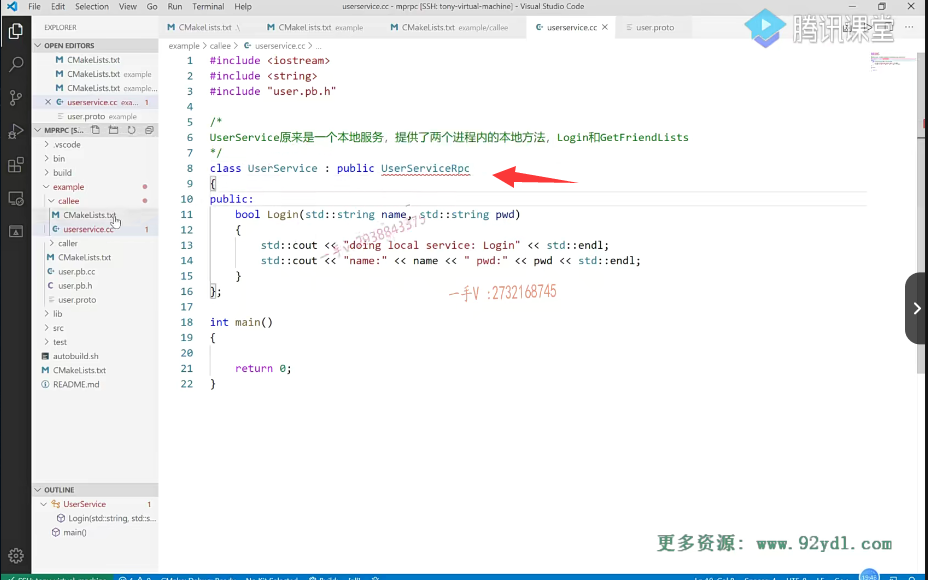 File Edit Selection View Go Run Terminal Help
userservice.cc - mprpc [SSH: tony-virtual-machine] - Visual Studio Code
腾讯课堂
EXPLORER
OPEN EDITORS
CMakeLists.txt
CMakeLists.txt example
CMakeLists.txt example...
userservice.cc exa... 1
user.proto example
MPRPC [S...
.vscode
bin
build
example
callee
CMakeLists.txt
userservice.cc 1
caller
CMakeLists.txt
user.pb.cc
user.pb.h
user.proto
lib
src
test
autobuild.sh
CMakeLists.txt
README.md
OUTLINE
UserService 1
Login(std::string, std::s...
main()
CMakeLists.txt .\ CMakeLists.txt example CMakeLists.txt example/callee userservice.cc user.proto
example > callee > userservice.cc > ...
1 #include <iostream>
2 #include <string>
3 #include "user.pb.h"
4
5 /*
6 UserService原来是一个本地服务，提供了两个进程内的本地方法，Login和GetFriendLists
7 */
8 class UserService : public UserServiceRpc
9 {
10 public:
11 bool Login(std::string name, std::string pwd)
12 {
13 std::cout << "doing local service: Login" << std::endl;
14 std::cout << "name:" << name << " pwd:" << pwd << std::endl;
15 }
16 };
17
18 int main()
19 {
20
21 return 0;
22 }
一手V :2732168745
更多资源: www.92ydl.com